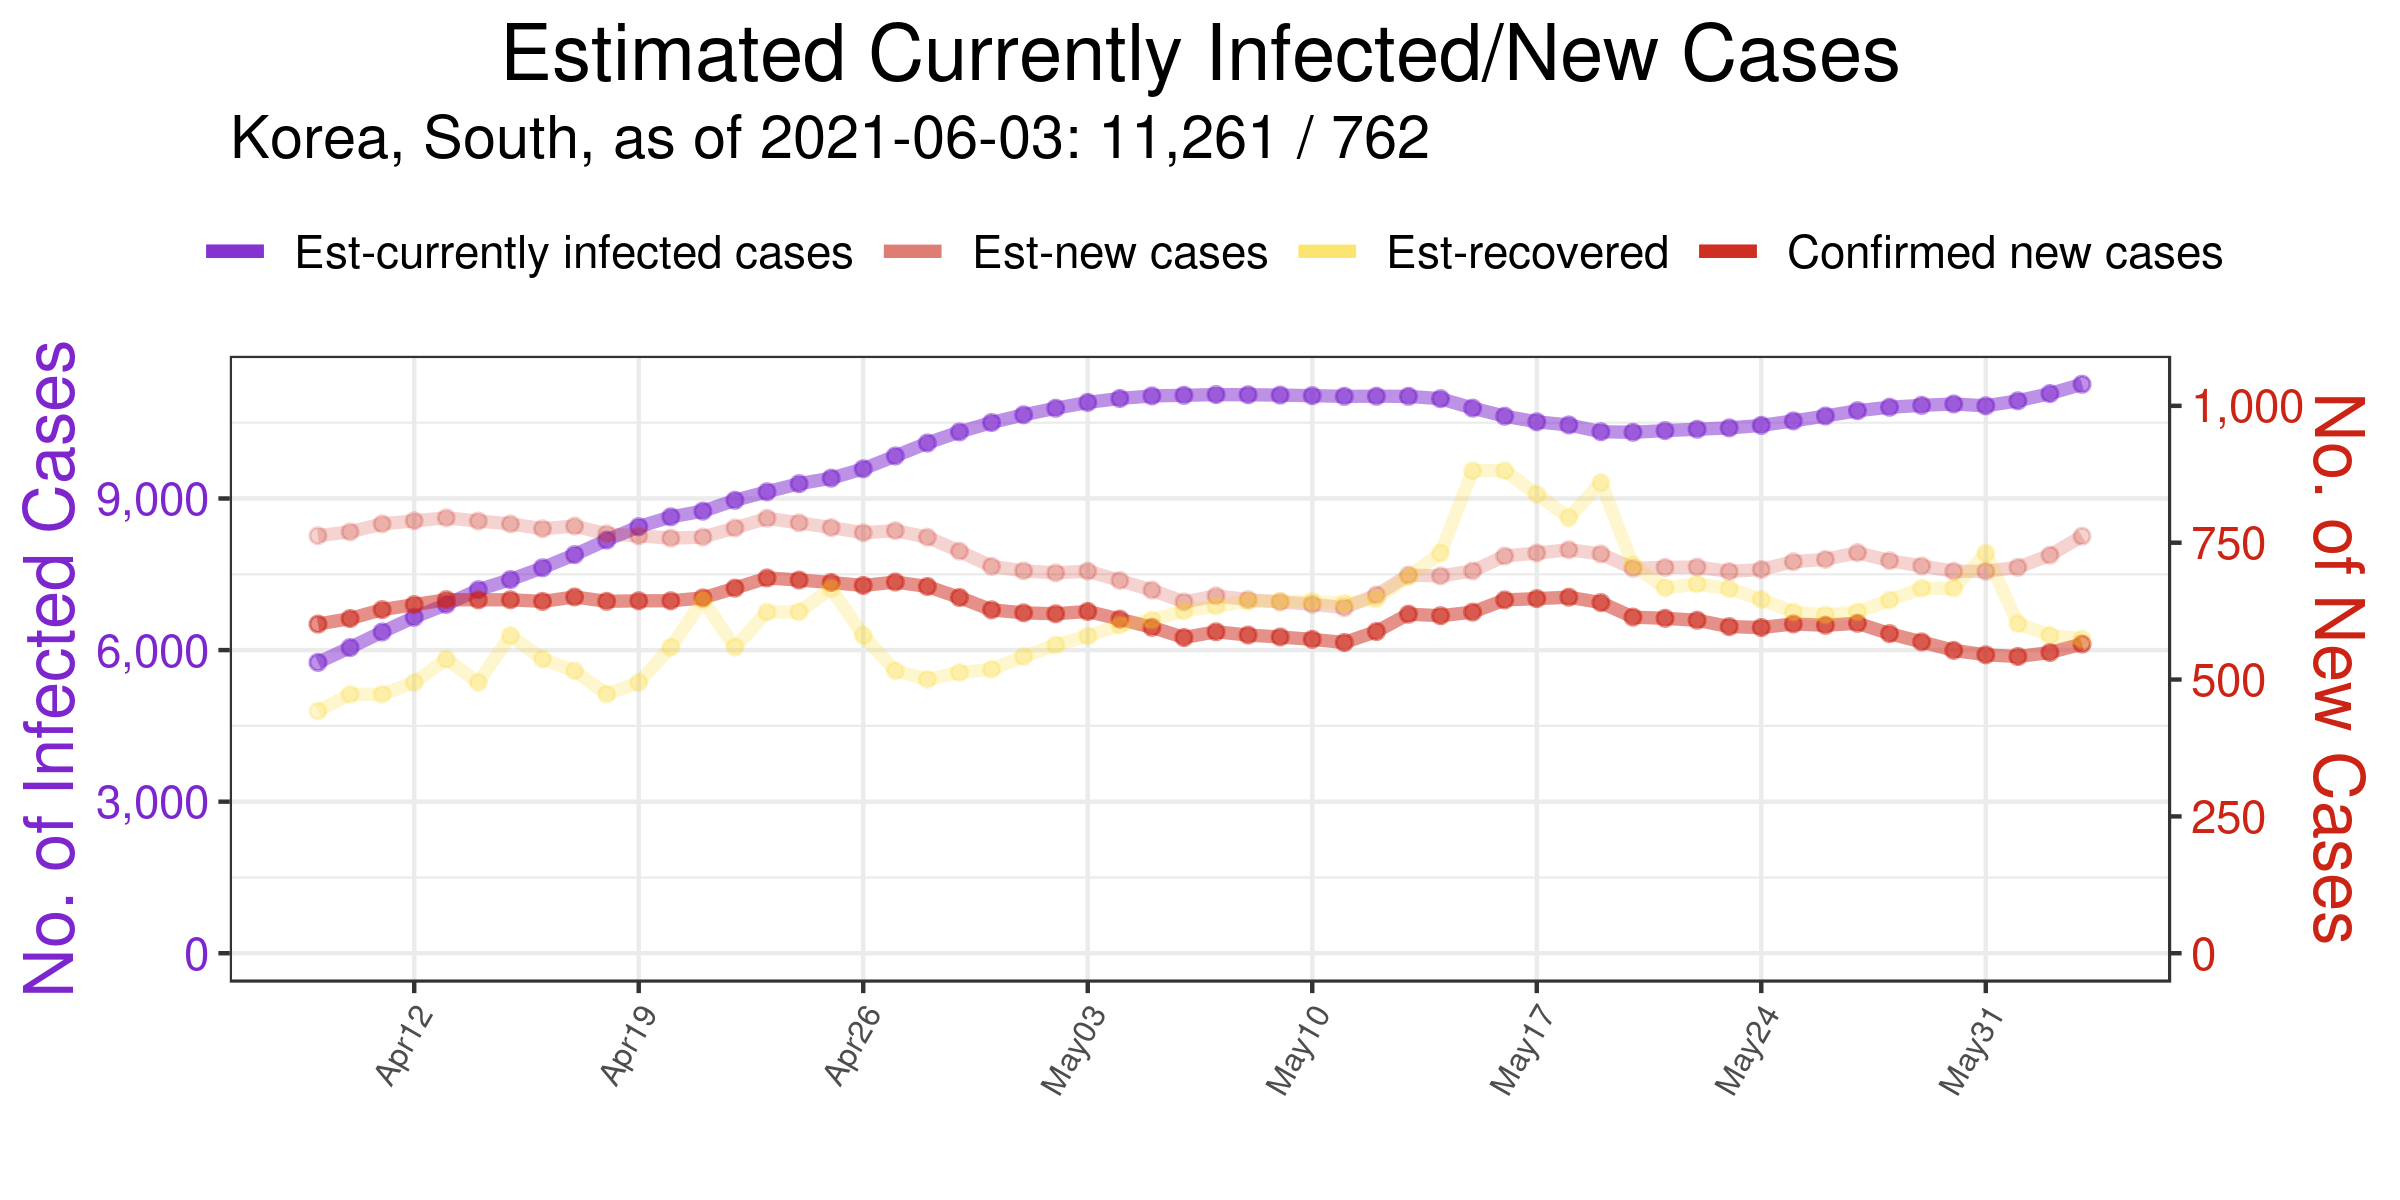 Estimated Currently Infected/New Cases
Korea, South, as of 2021-06-03: 11,261 / 762
Est-currently infected cases Est-new cases Est-recovered Confirmed new cases
No. of Infected Cases
9,000
6,000
3,000
0
1,000
750
500
250
0
No. of New Cases
Apr12 Apr19 Apr26 May03 May10 May17 May24 May31